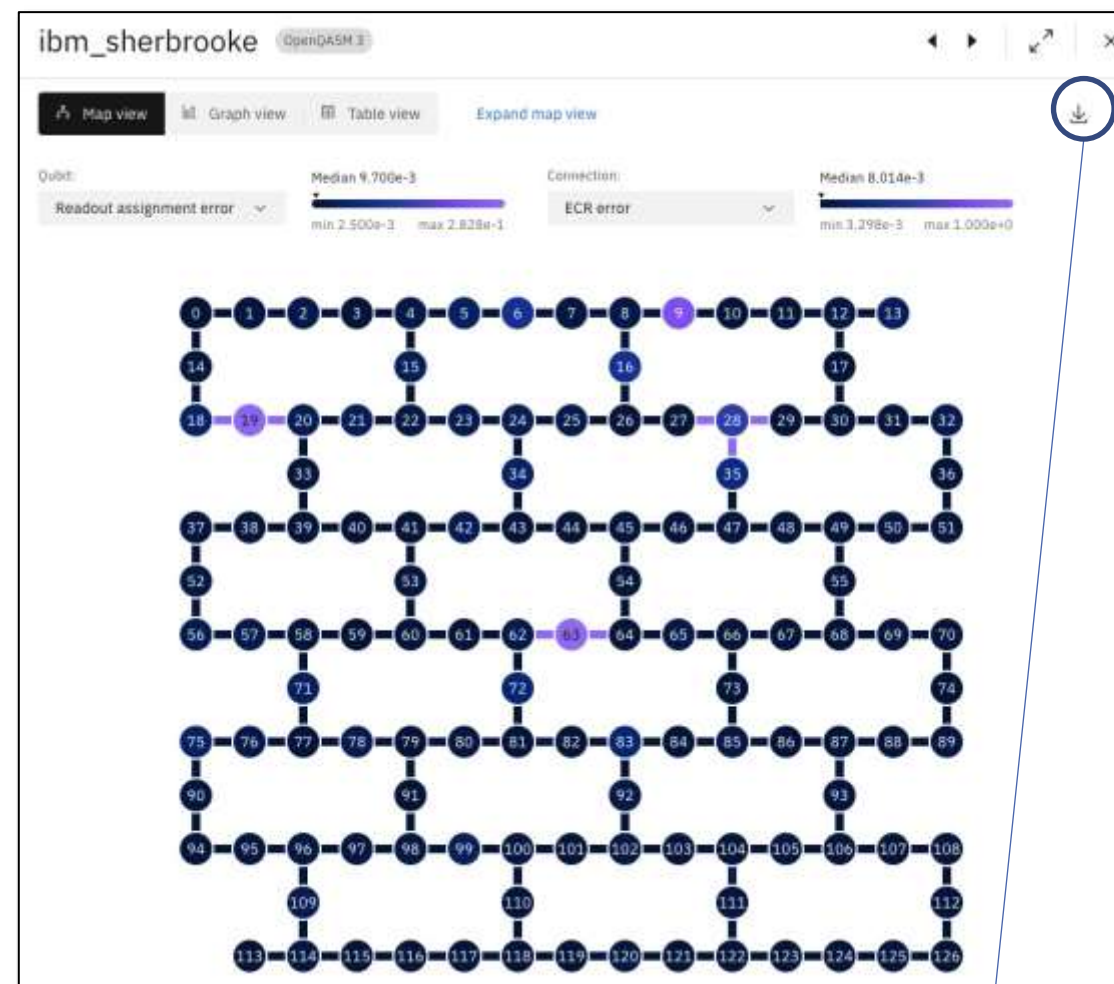 ibm_sherbrooke OpenQASM 3
Map view Graph view Table view Expand map view
Qubit: Median 9.700e-3 Connection: Median 8.014e-3
Readout assignment error ECR error
min 2.500e-3 max 2.828e-1 min 3.298e-3 max 1.000e+0
0 1 2 3 4 5 6 7 8 9 10 11 12 13
14 15 16 17
18 19 20 21 22 23 24 25 26 27 28 29 30 31 32
33 34 35 36
37 38 39 40 41 42 43 44 45 46 47 48 49 50 51
52 53 54 55
56 57 58 59 60 61 62 63 64 65 66 67 68 69 70
71 72 73 74
75 76 77 78 79 80 81 82 83 84 85 86 87 88 89
90 91 92 93
94 95 96 97 98 99 100 101 102 103 104 105 106 107 108
109 110 111 112
113 114 115 116 117 118 119 120 121 122 123 124 125 126